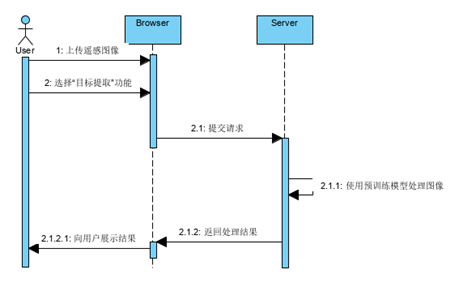 User
Browser
Server
1: 上传遥感图像
2: 选择“目标提取”功能
2.1: 提交请求
2.1.1: 使用预训练模型处理图像
2.1.2: 返回处理结果
2.1.2.1: 向用户展示结果